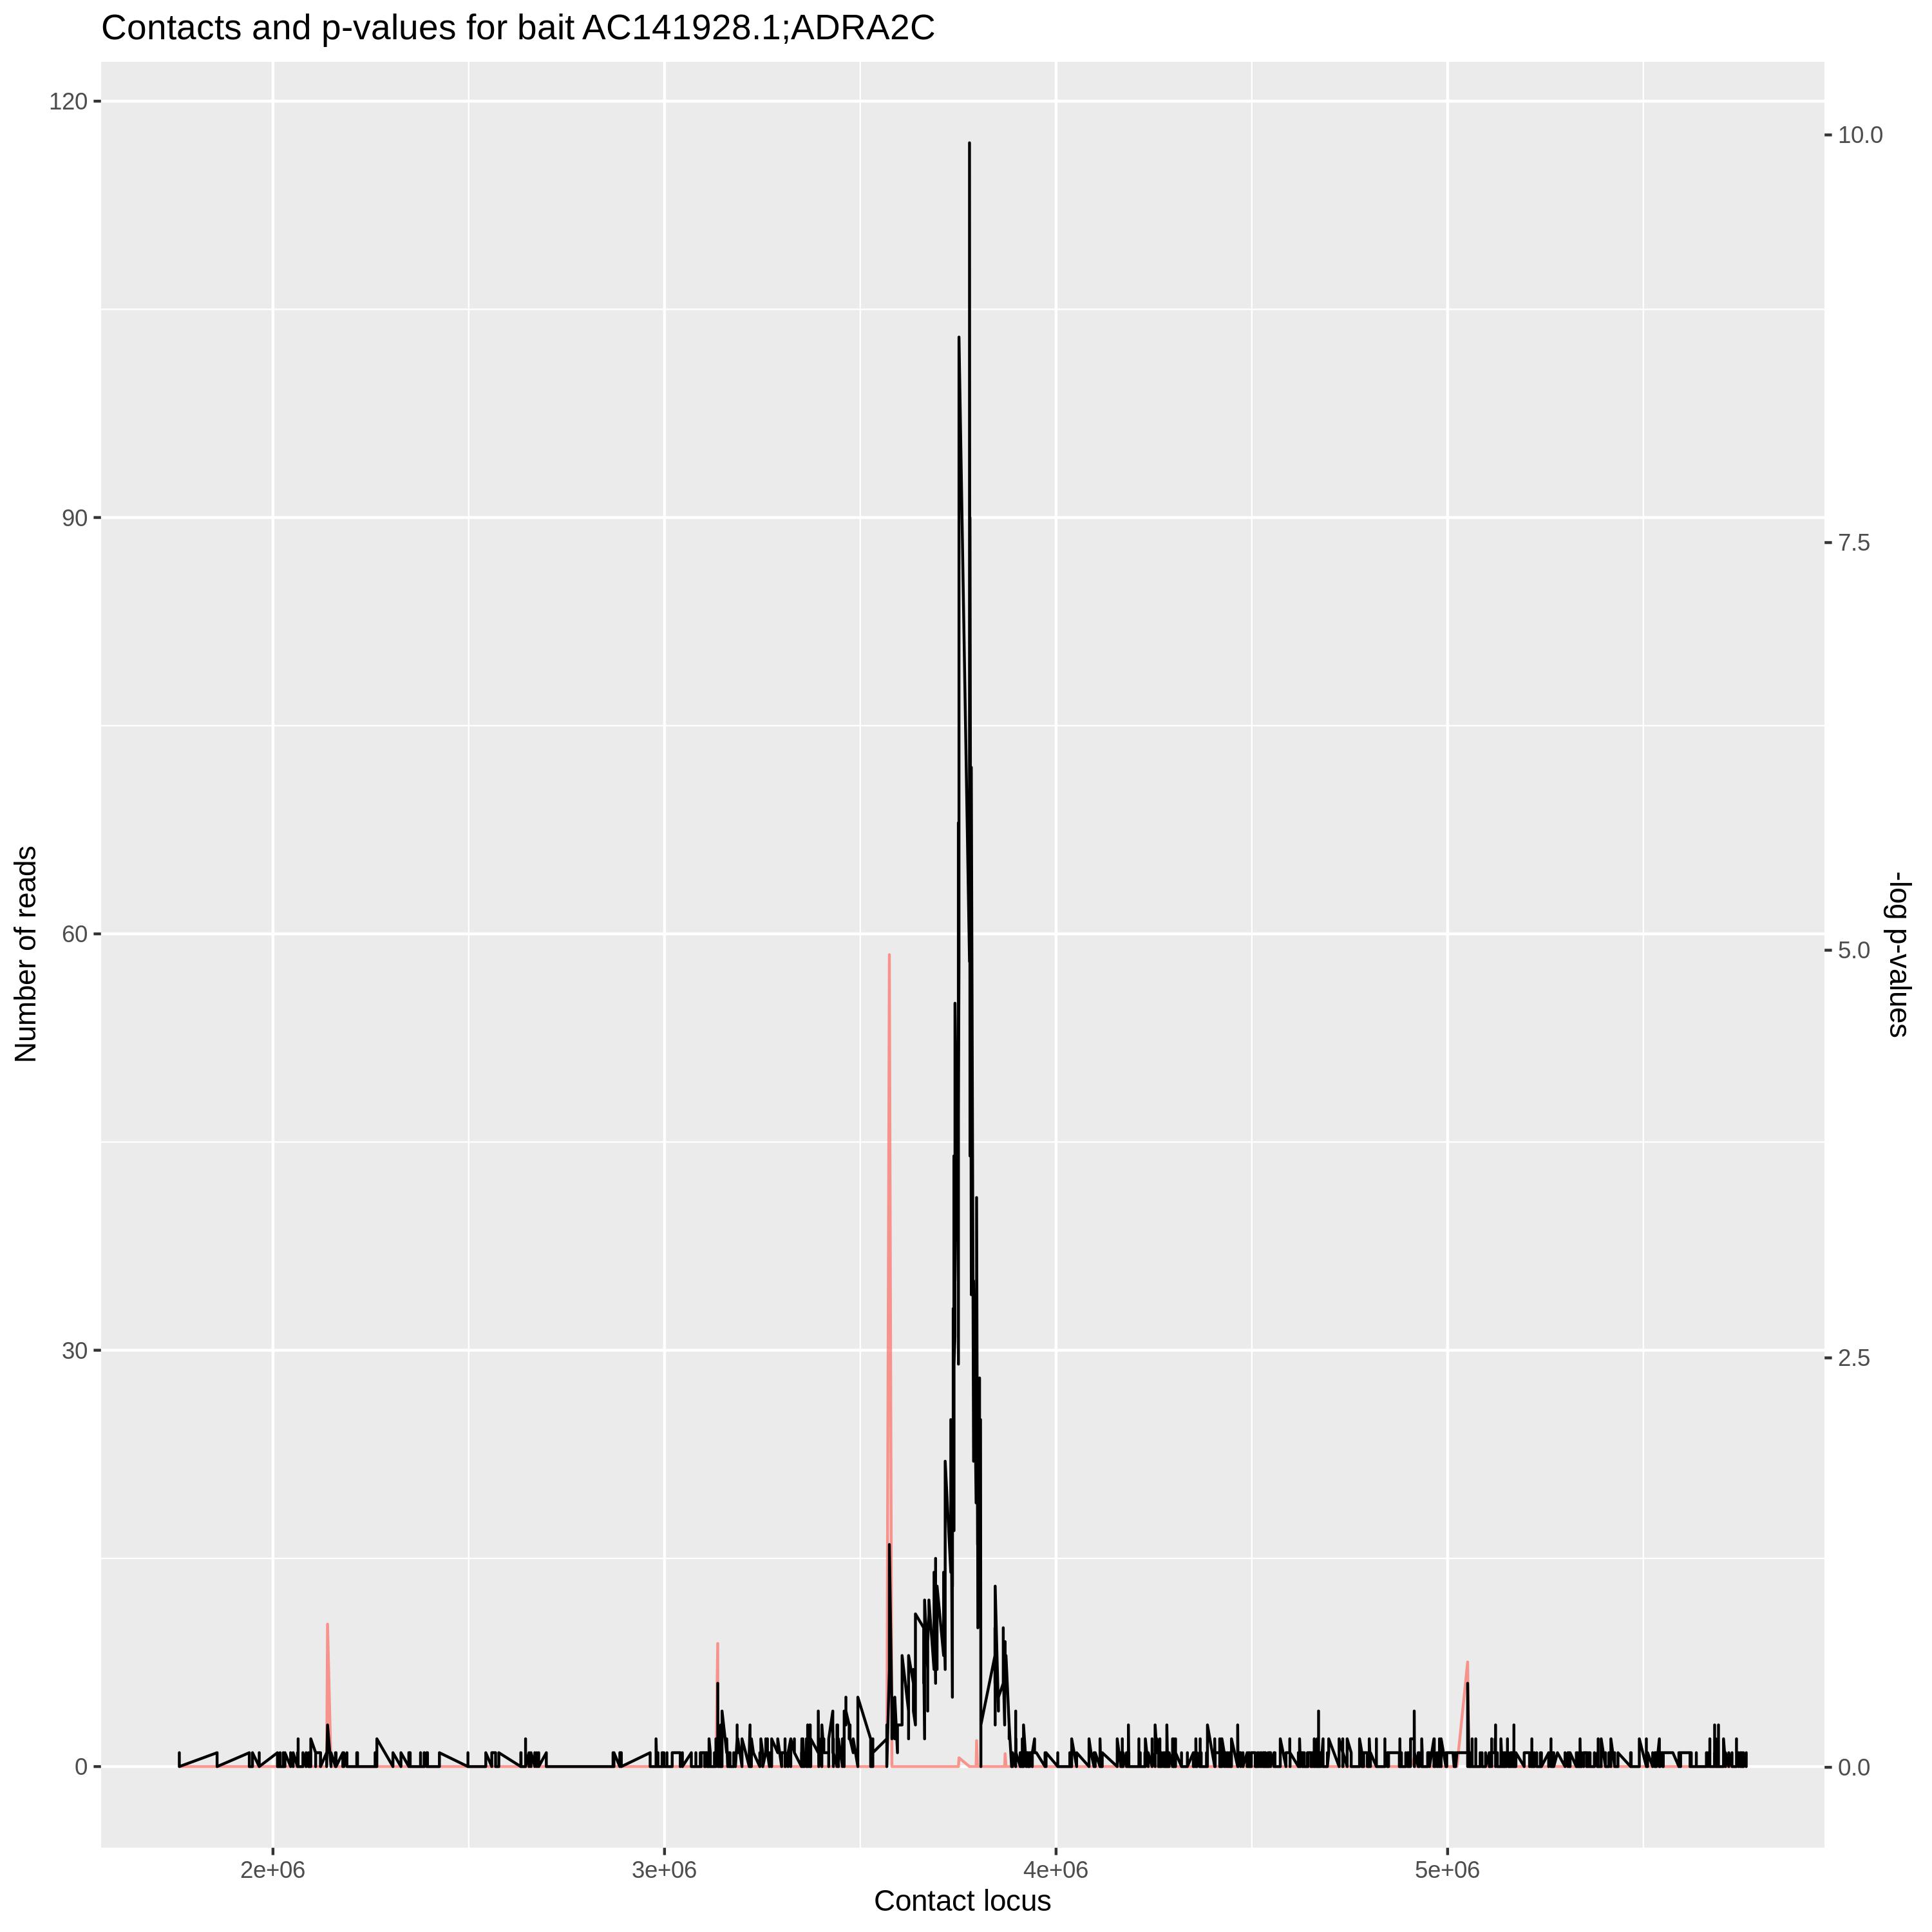 Contacts and p-values for bait AC141928.1;ADRA2C
120
90
60
30
0
Number of reads
10.0
7.5
5.0
2.5
0.0
-log p-values
2e+06
3e+06
4e+06
5e+06
Contact locus